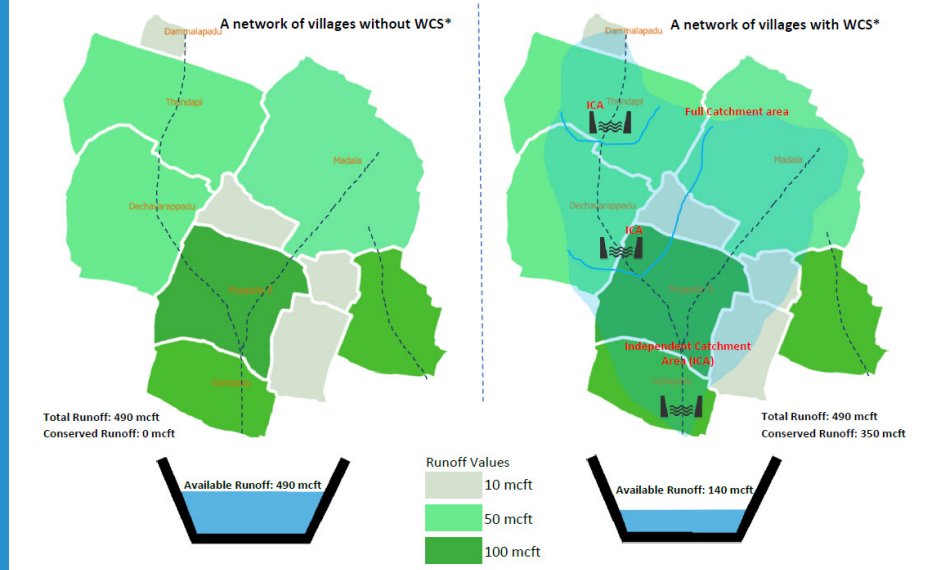 A network of villages without WCS*
Dammalapadu
Thondapi
Madala
Dechavarappadu
Total Runoff: 490 mcft
Conserved Runoff: 0 mcft
Available Runoff: 490 mcft
A network of villages with WCS*
Dammalapadu
ICA
Thondapi
Full Catchment area
Madala
Dechavarappadu
ICA
Independent Catchment
Area (ICA)
Total Runoff: 490 mcft
Conserved Runoff: 350 mcft
Available Runoff: 140 mcft
Runoff Values
10 mcft
50 mcft
100 mcft